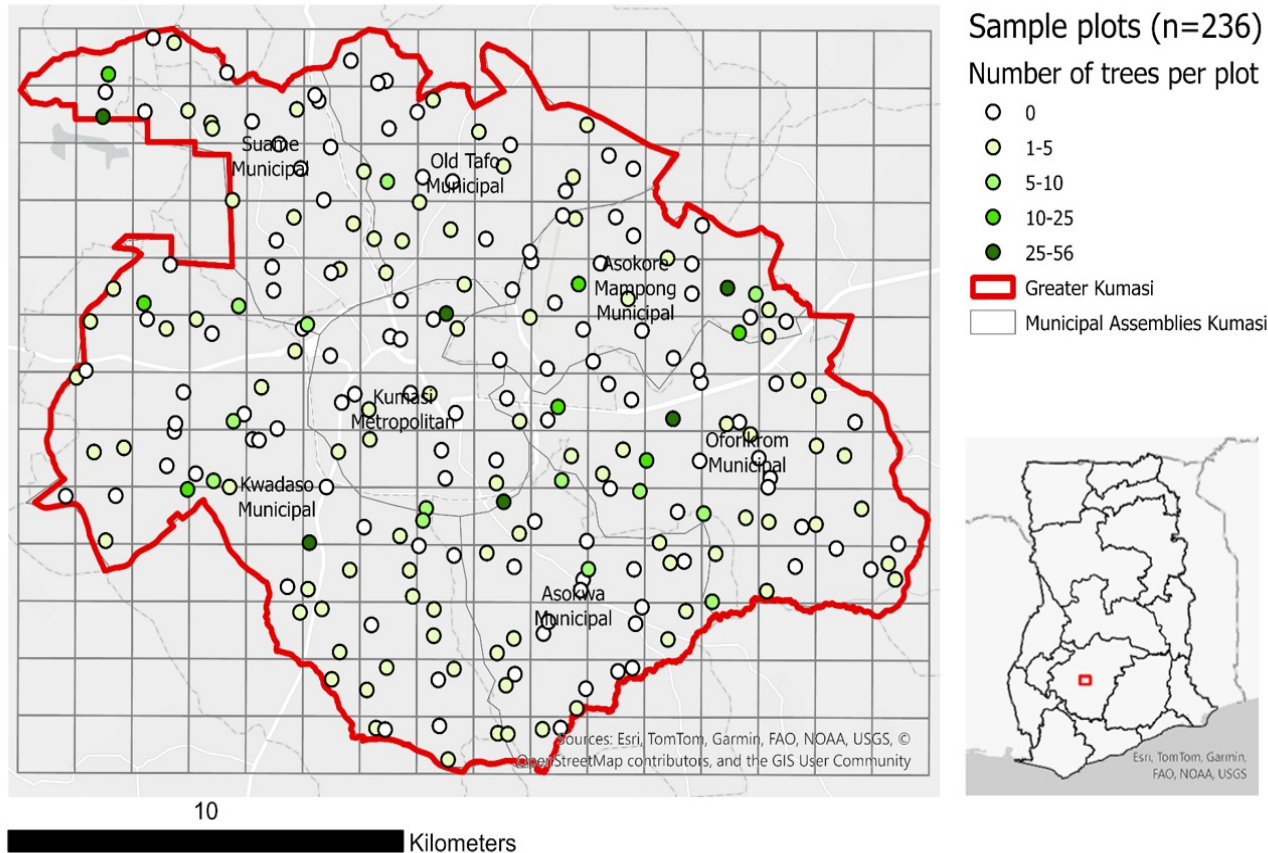 Sample plots (n=236)
Number of trees per plot
0
1-5
5-10
10-25
25-56
Greater Kumasi
Municipal Assemblies Kumasi
Suame
Municipal
Old Tafo
Municipal
Asokore
Mampong
Municipal
Kumasi
Metropolitan
Oforikrom
Municipal
Kwadaso
Municipal
Asokwa
Municipal
Sources: Esri, TomTom, Garmin, FAO, NOAA, USGS, ©
OpenStreetMap contributors, and the GIS User Community
Esri, TomTom, Garmin,
FAO, NOAA, USGS
10
Kilometers